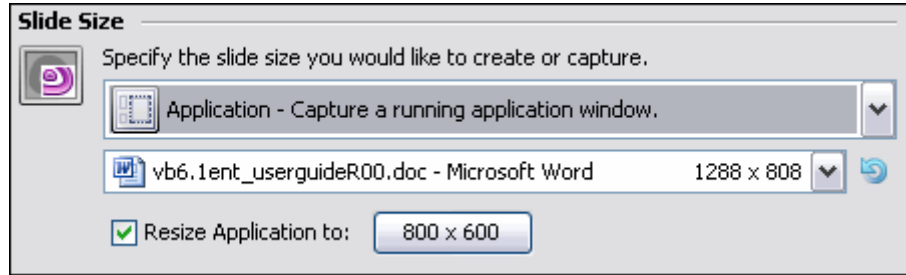 Slide Size
Specify the slide size you would like to create or capture.
Application - Capture a running application window.
vb6.1ent_userguideR00.doc - Microsoft Word 1288 x 808
Resize Application to: 800 x 600